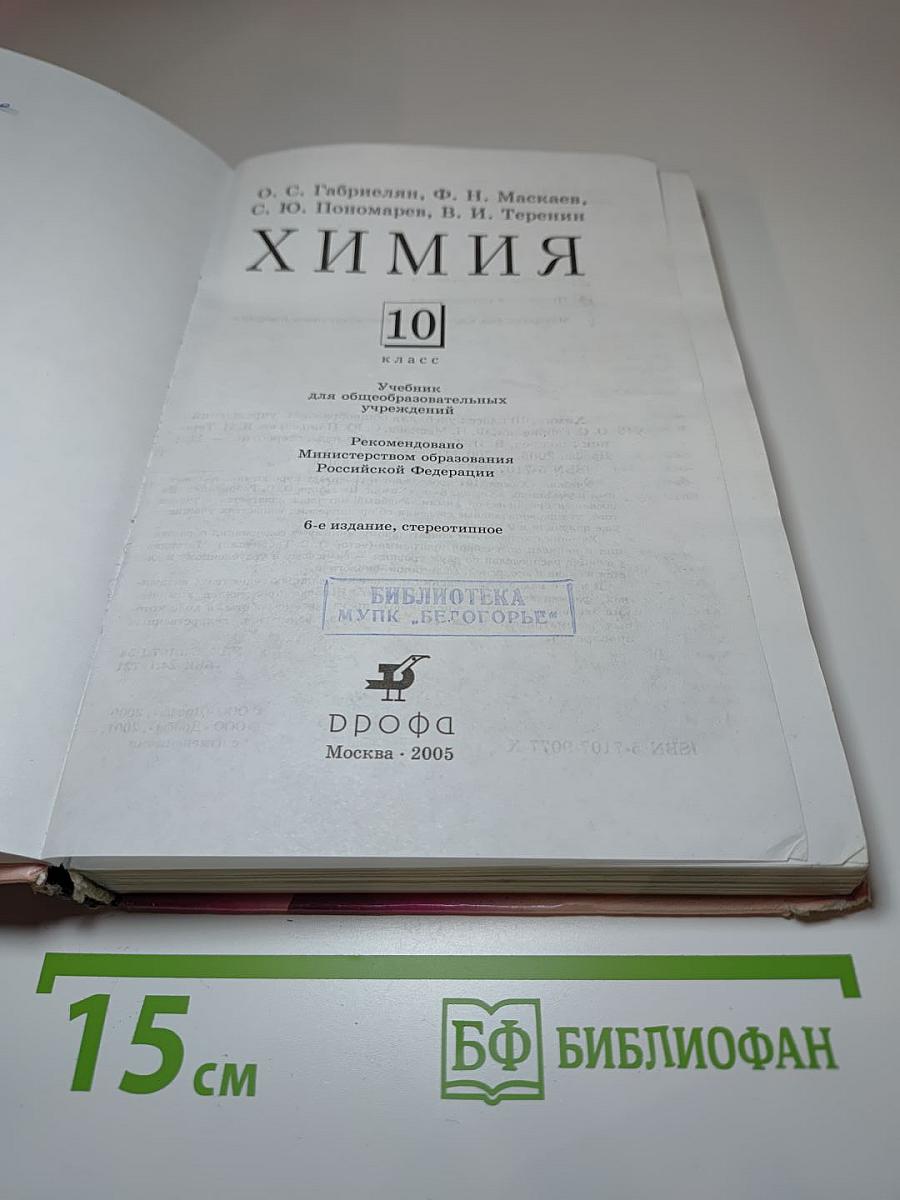 О. С. Габриелян, Ф. Н. Маскаев,
С. Ю. Пономарев, В. И. Теренин
ХИМИЯ
10
класс
Учебник
для общеобразовательных
учреждений
Рекомендовано
Министерством образования
Российской Федерации
6-е издание, стереотипное
БИБЛИОТЕКА
МУПК „БЕЛОГОРЬЕ“
дрофа
Москва · 2005
15 см
БФ БИБЛИОФАН